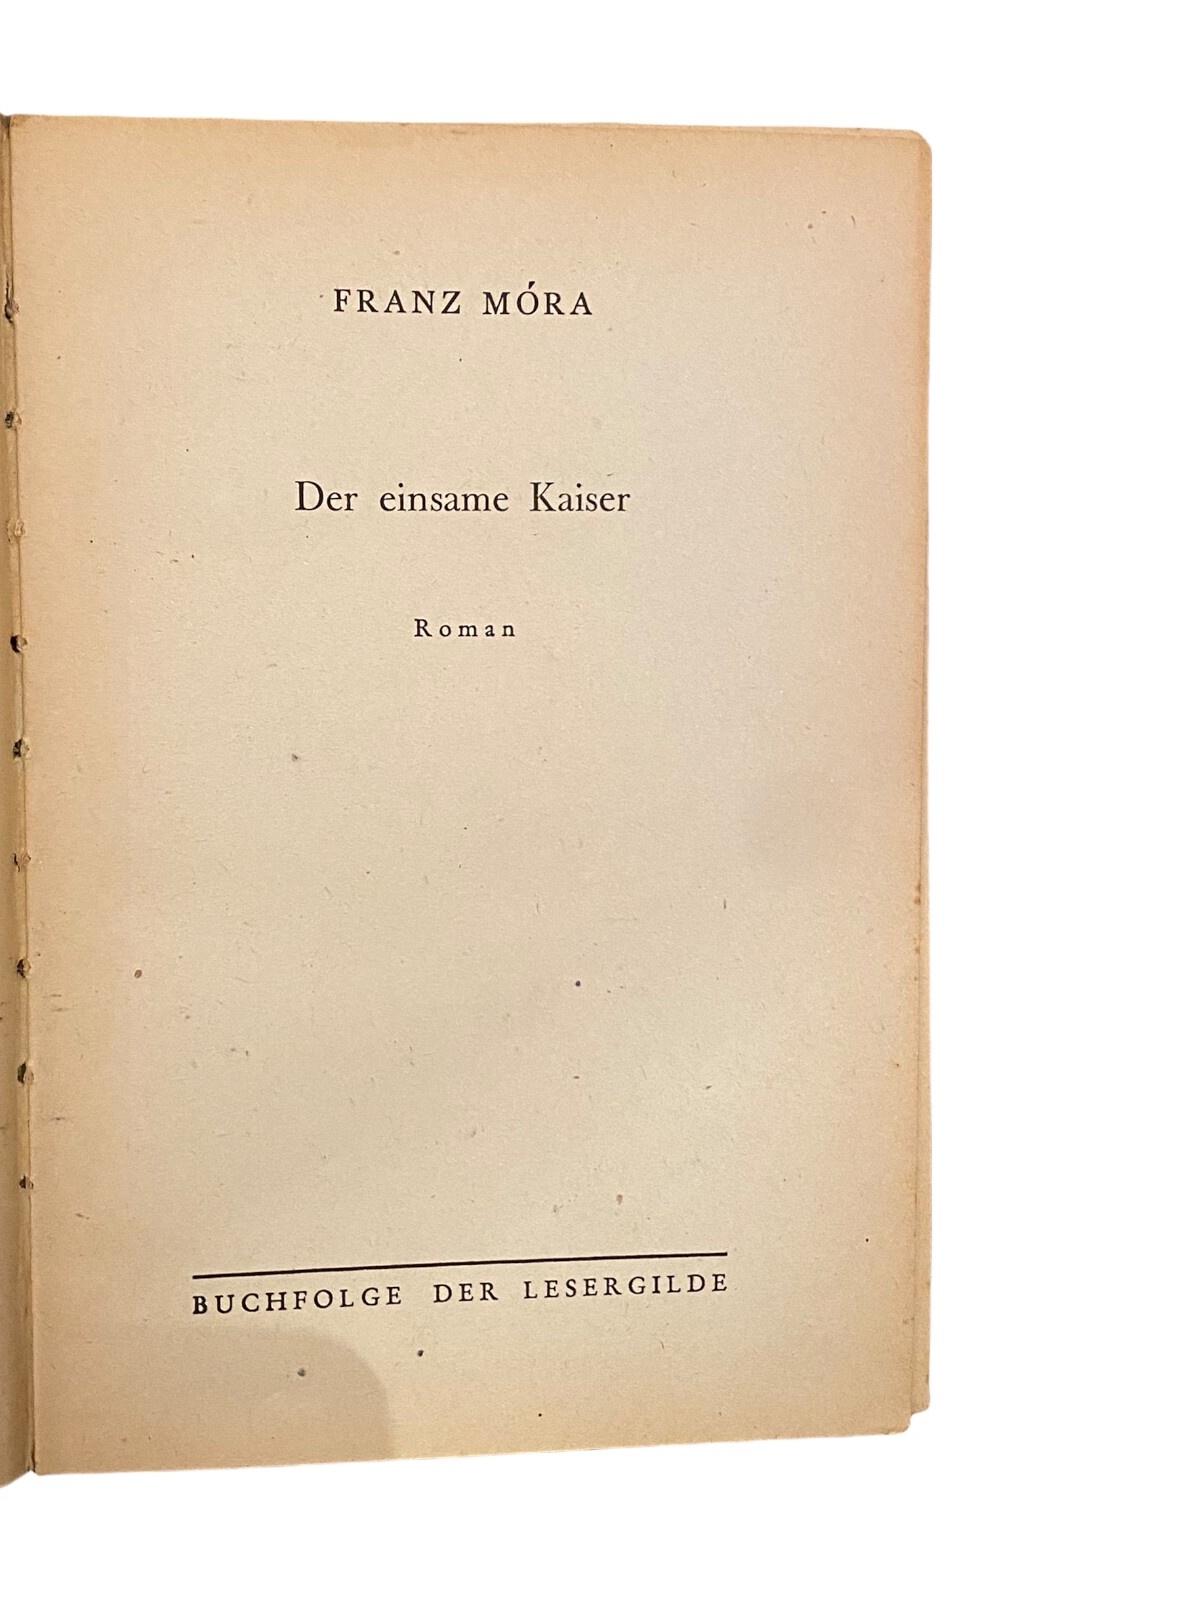 FRANZ MÓRA
Der einsame Kaiser
Roman
BUCHFOLGE DER LESERGILDE